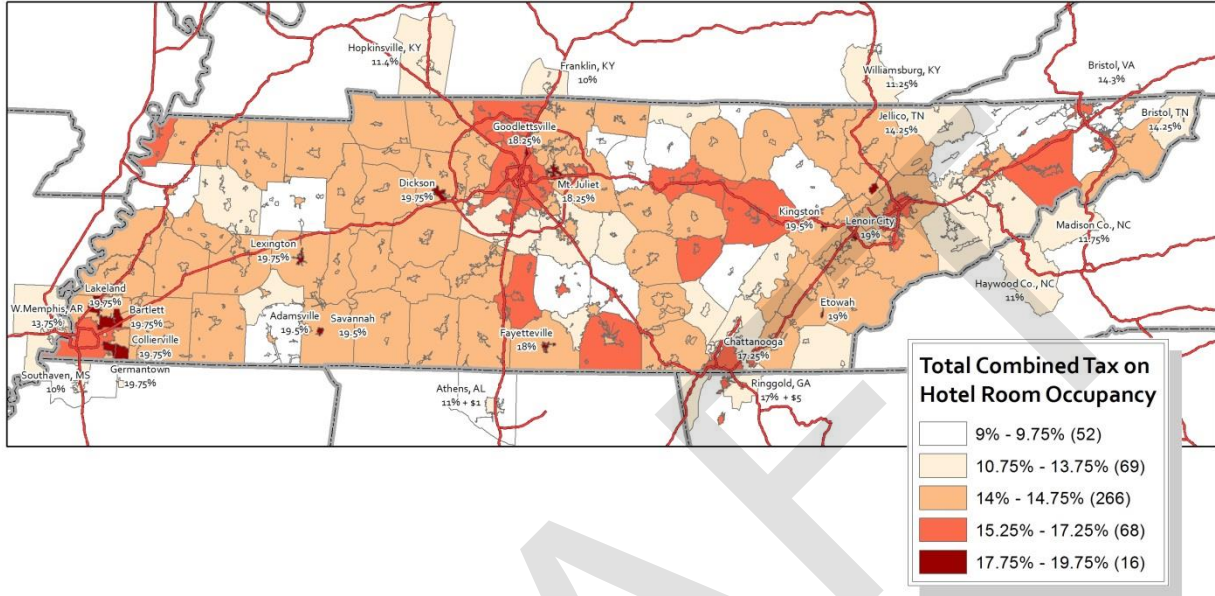 Hopkinsville, KY
11.4%
Franklin, KY
10%
Williamsburg, KY
11.25%
Bristol, VA
14.3%
Jellico, TN
14.25%
Bristol, TN
14.25%
Goodlettsville
18.25%
Dickson
19.75%
Mt. Juliet
18.25%
Kingston
19.5%
Lenoir City
19%
Madison Co., NC
11.75%
Lexington
19.75%
Haywood Co., NC
11%
Lakeland
19.75%
W.Memphis, AR
13.75%
Bartlett
19.75%
Adamsville
19.5%
Savannah
19.5%
Etowah
19%
Collierville
19.75%
Fayetteville
18%
Chattanooga
17.25%
Southaven, MS
10%
Germantown
19.75%
Athens, AL
11% + $1
Ringgold, GA
17% + $5
Total Combined Tax on
Hotel Room Occupancy
9% - 9.75% (52)
10.75% - 13.75% (69)
14% - 14.75% (266)
15.25% - 17.25% (68)
17.75% - 19.75% (16)